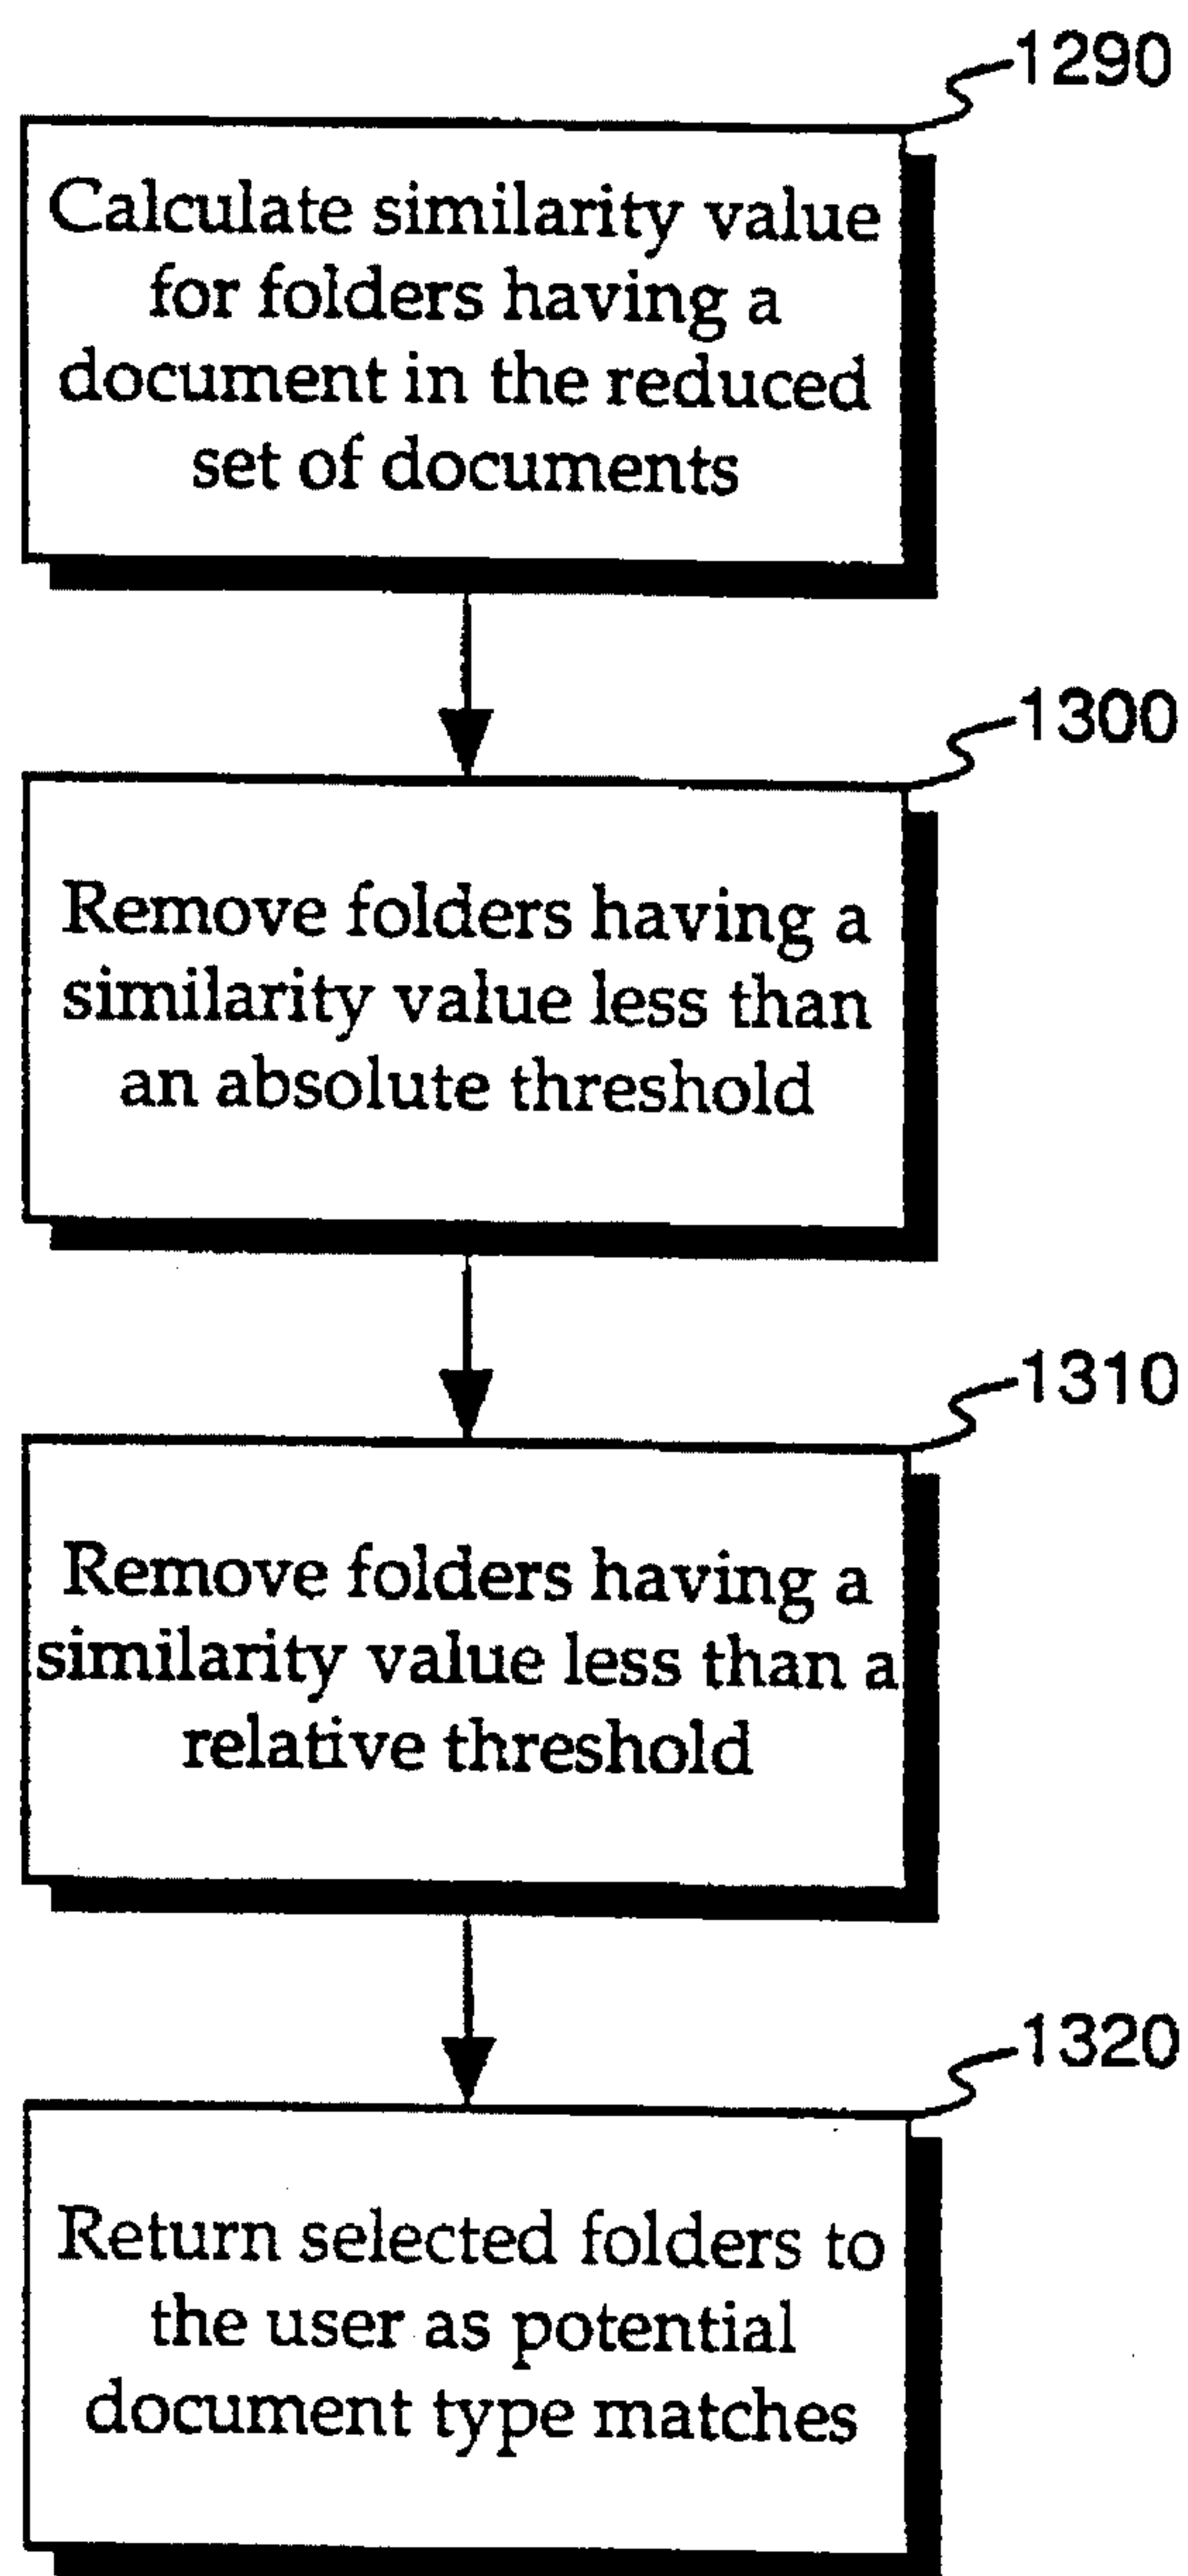 1290
Calculate similarity value
for folders having a
document in the reduced
set of documents
1300
Remove folders having a
similarity value less than
an absolute threshold
1310
Remove folders having a
similarity value less than a
relative threshold
1320
Return selected folders to
the user as potential
document type matches